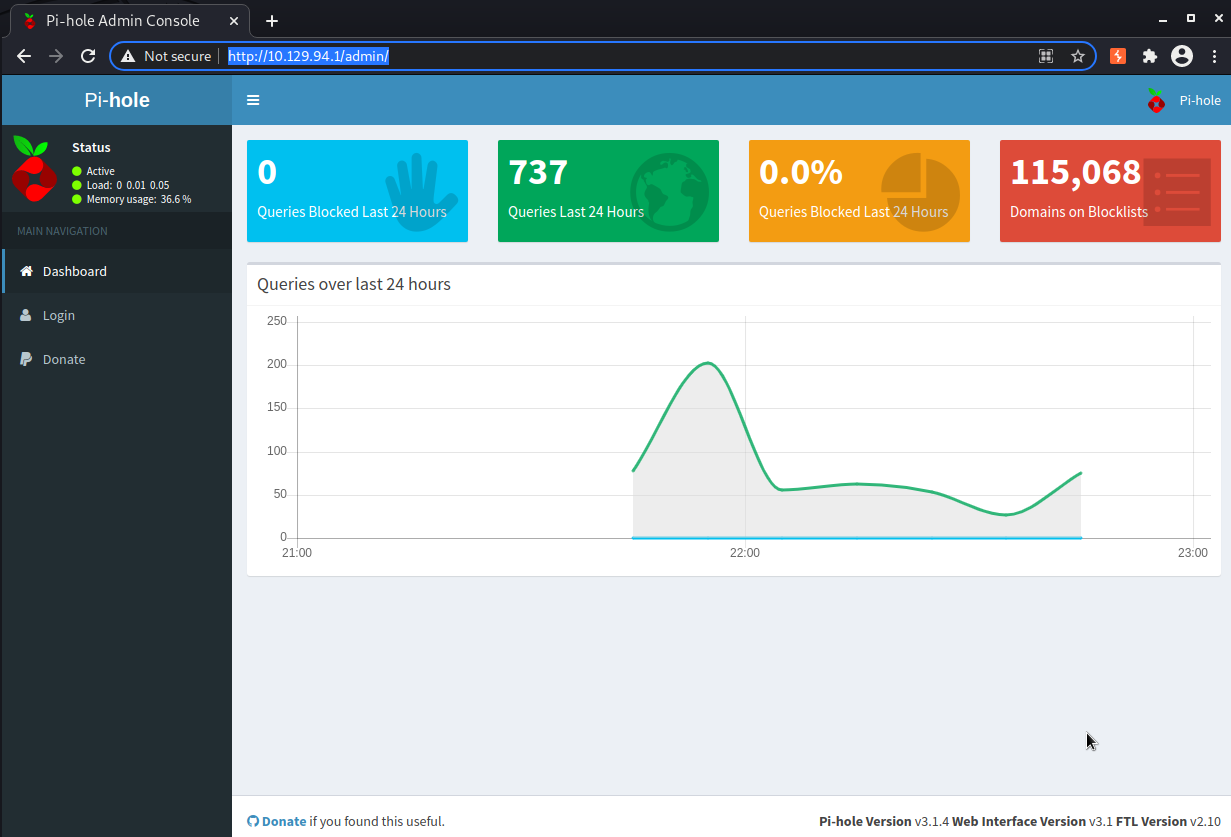 Pi-hole Admin Console
Not secure http://10.129.94.1/admin/
Pi-hole
Pi-hole
Status
Active
Load: 0 0.01 0.05
Memory usage: 36.6 %
MAIN NAVIGATION
Dashboard
Login
Donate
0
Queries Blocked Last 24 Hours
737
Queries Last 24 Hours
0.0%
Queries Blocked Last 24 Hours
115,068
Domains on Blocklists
Queries over last 24 hours
250
200
150
100
50
0
21:00 22:00 23:00
Donate if you found this useful.
Pi-hole Version v3.1.4 Web Interface Version v3.1 FTL Version v2.10